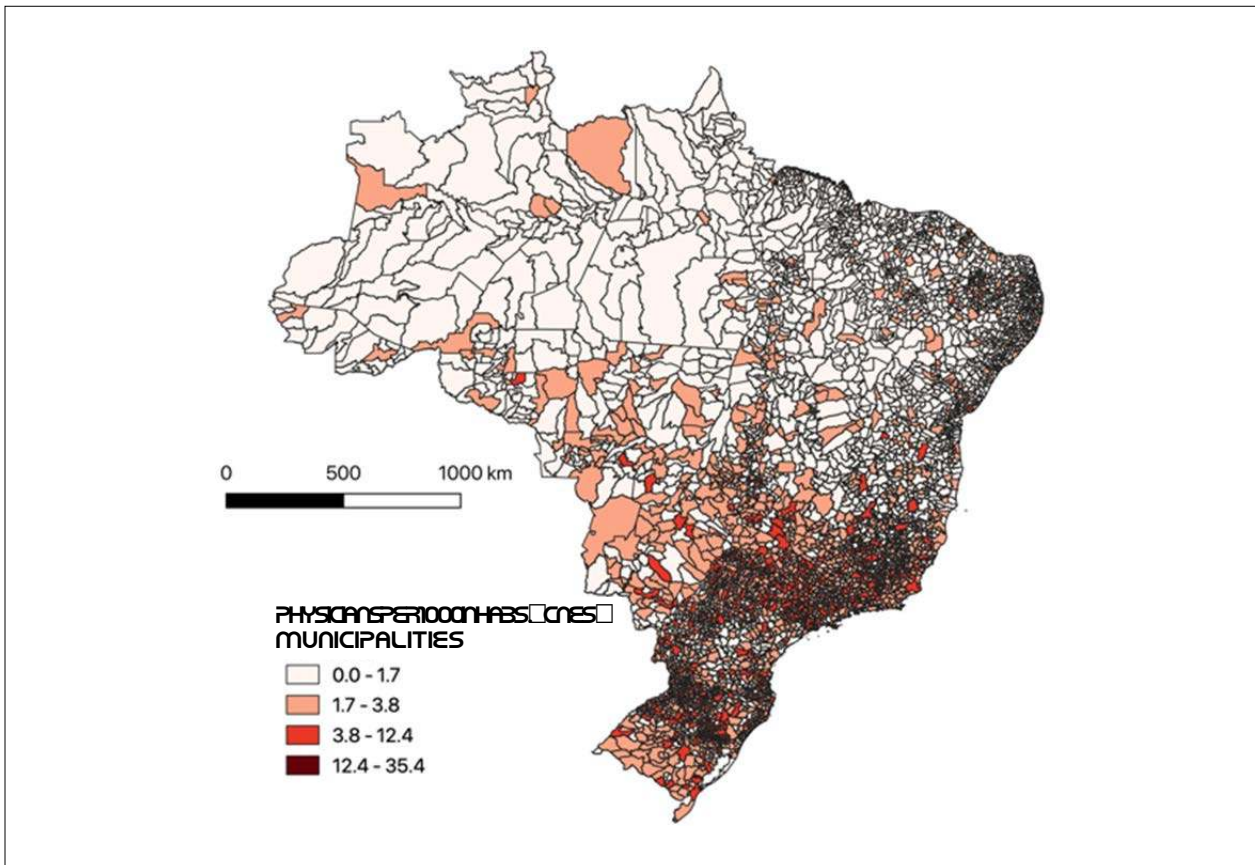 0 500 1000 km
PHYSICIANSPER1000INHABS□CNES□
MUNICIPALITIES
0.0 - 1.7
1.7 - 3.8
3.8 - 12.4
12.4 - 35.4